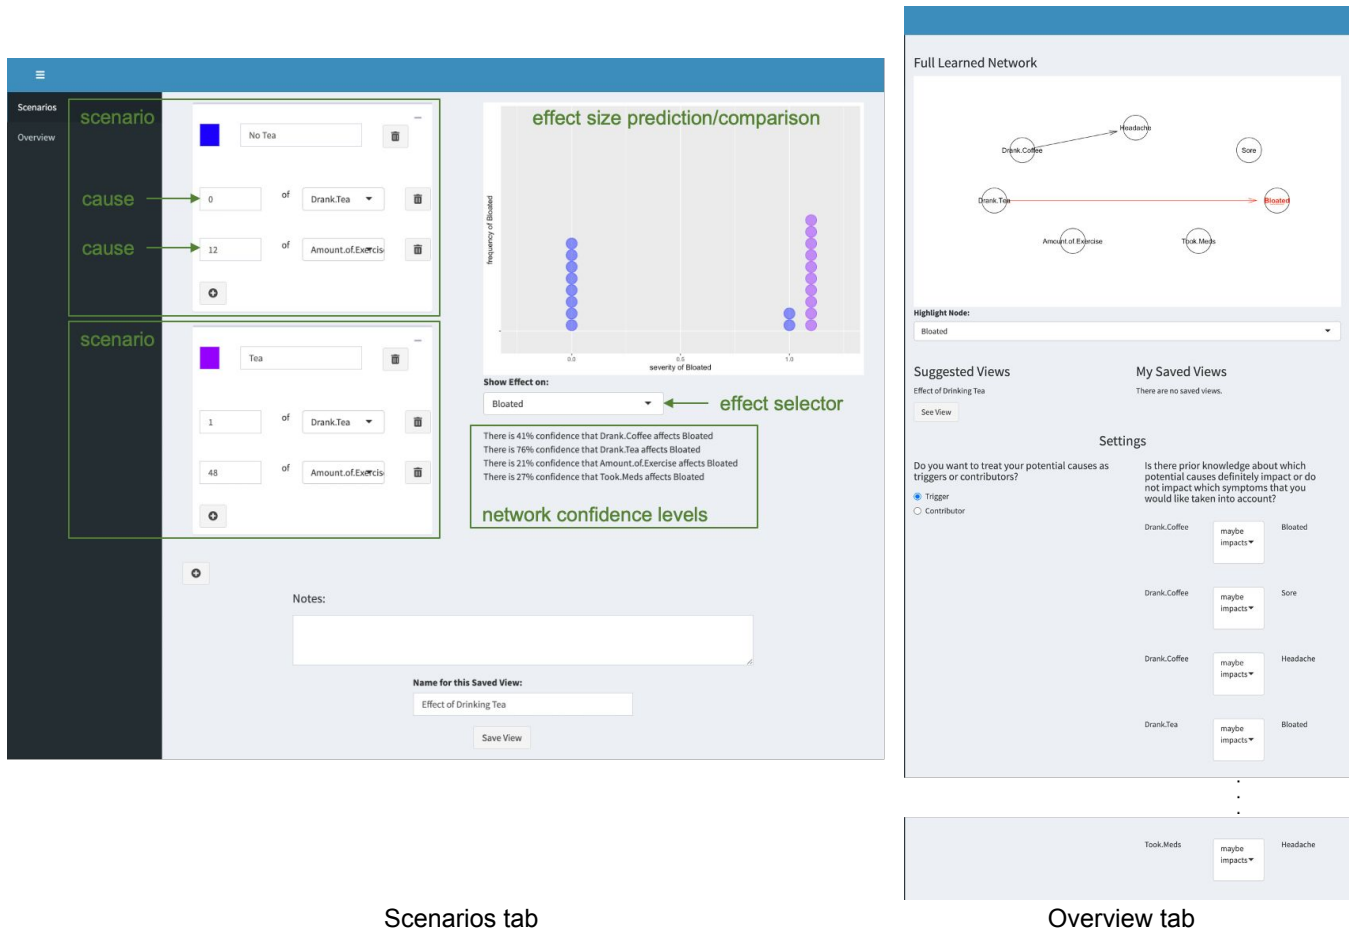 Scenarios
Overview
scenario
No Tea
cause
0
of
Drank.Tea
cause
12
of
Amount.of.Exercis
scenario
Tea
1
of
Drank.Tea
48
of
Amount.of.Exercis
effect size prediction/comparison
frequency of Bloated
0.0
0.5
1.0
severity of Bloated
Show Effect on:
Bloated
effect selector
There is 41% confidence that Drank.Coffee affects Bloated
There is 76% confidence that Drank.Tea affects Bloated
There is 21% confidence that Amount.of.Exercise affects Bloated
There is 27% confidence that Took.Meds affects Bloated
network confidence levels
Notes:
Name for this Saved View:
Effect of Drinking Tea
Save View
Scenarios tab
Full Learned Network
Headache
Drank.Coffee
Sore
Drank.Tea
Bloated
Amount.of.Exercise
Took.Meds
Highlight Node:
Bloated
Suggested Views
Effect of Drinking Tea
See View
My Saved Views
There are no saved views.
Settings
Do you want to treat your potential causes as
triggers or contributors?
Trigger
Contributor
Is there prior knowledge about which
potential causes definitely impact or do
not impact which symptoms that you
would like taken into account?
Drank.Coffee
maybe
impacts
Bloated
Drank.Coffee
maybe
impacts
Sore
Drank.Coffee
maybe
impacts
Headache
Drank.Tea
maybe
impacts
Bloated
Took.Meds
maybe
impacts
Headache
Overview tab